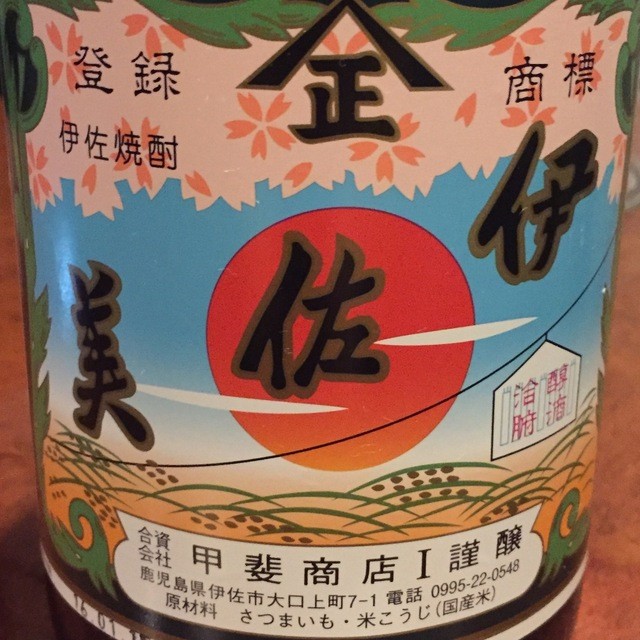 正
登録
商標
伊佐焼酎
伊佐美
合資会社 甲斐商店 I 謹醸
鹿児島県伊佐市大口上町7-1 電話 0995-22-0548
原材料 さつまいも・米こうじ(国産米)